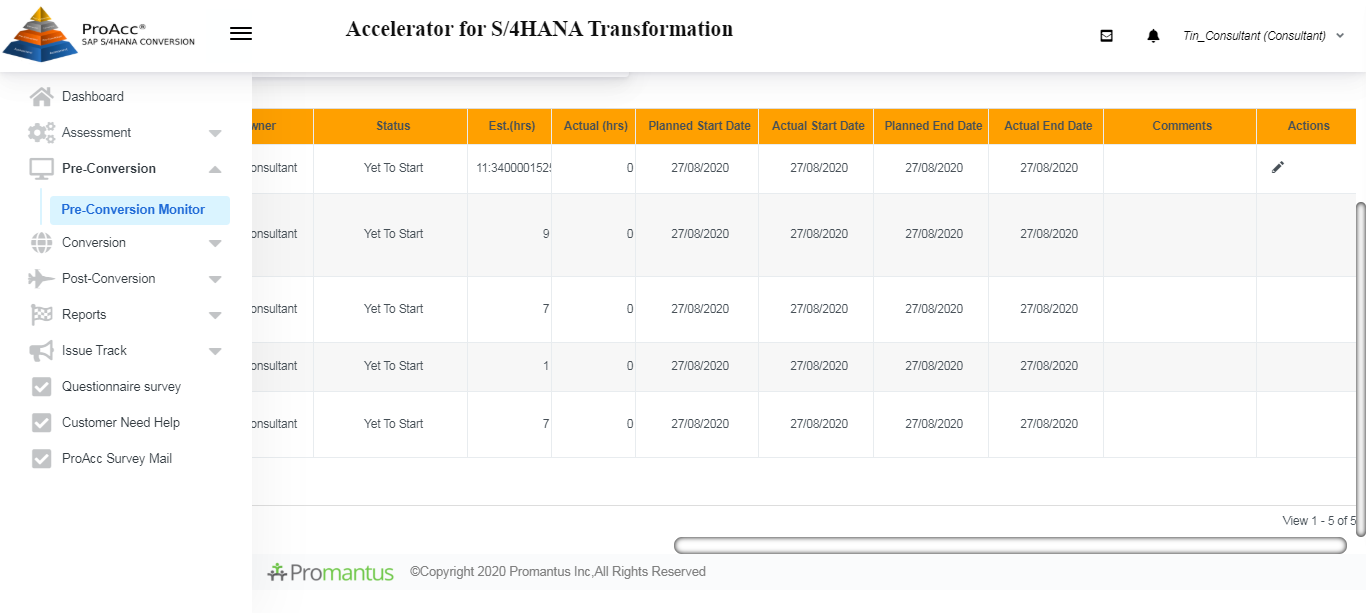 ProAcc®
SAP S/4HANA CONVERSION
Accelerator for S/4HANA Transformation
Tin_Consultant (Consultant)
Dashboard
Assessment
Pre-Conversion
Pre-Conversion Monitor
Conversion
Post-Conversion
Reports
Issue Track
Questionnaire survey
Customer Need Help
ProAcc Survey Mail
wner Status Est.(hrs) Actual (hrs) Planned Start Date Actual Start Date Planned End Date Actual End Date Comments Actions
onsultant Yet To Start 11:340000152 0 27/08/2020 27/08/2020 27/08/2020 27/08/2020
onsultant Yet To Start 9 0 27/08/2020 27/08/2020 27/08/2020 27/08/2020
onsultant Yet To Start 7 0 27/08/2020 27/08/2020 27/08/2020 27/08/2020
onsultant Yet To Start 1 0 27/08/2020 27/08/2020 27/08/2020 27/08/2020
onsultant Yet To Start 7 0 27/08/2020 27/08/2020 27/08/2020 27/08/2020
View 1 - 5 of 5
Promantus ©Copyright 2020 Promantus Inc,All Rights Reserved